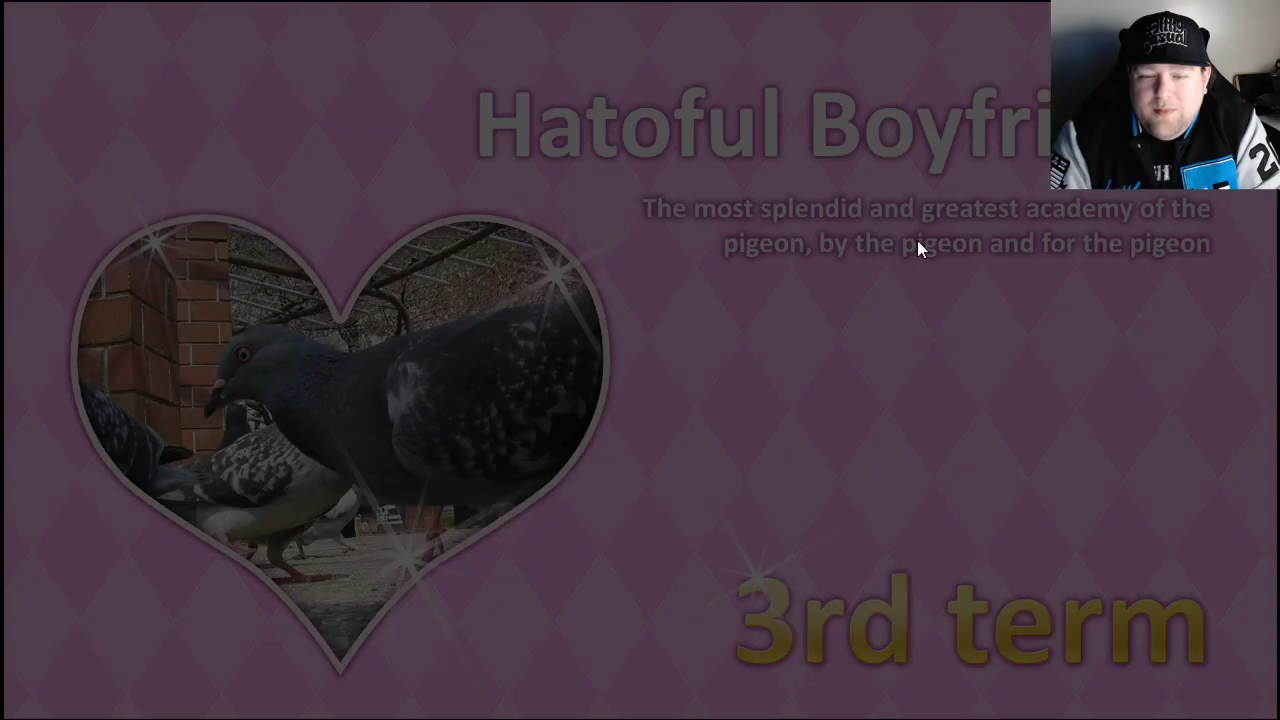 Hatoful Boyfri
The most splendid and greatest academy of the
pigeon, by the pigeon and for the pigeon
3rd term